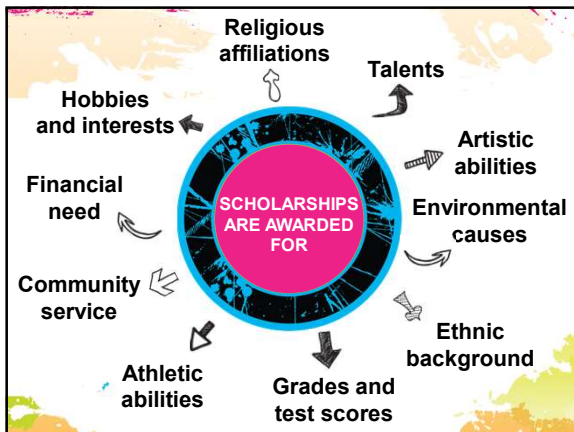 SCHOLARSHIPS
ARE AWARDED
FOR
Religious
affiliations
Talents
Artistic
abilities
Environmental
causes
Ethnic
background
Grades and
test scores
Athletic
abilities
Community
service
Financial
need
Hobbies
and interests